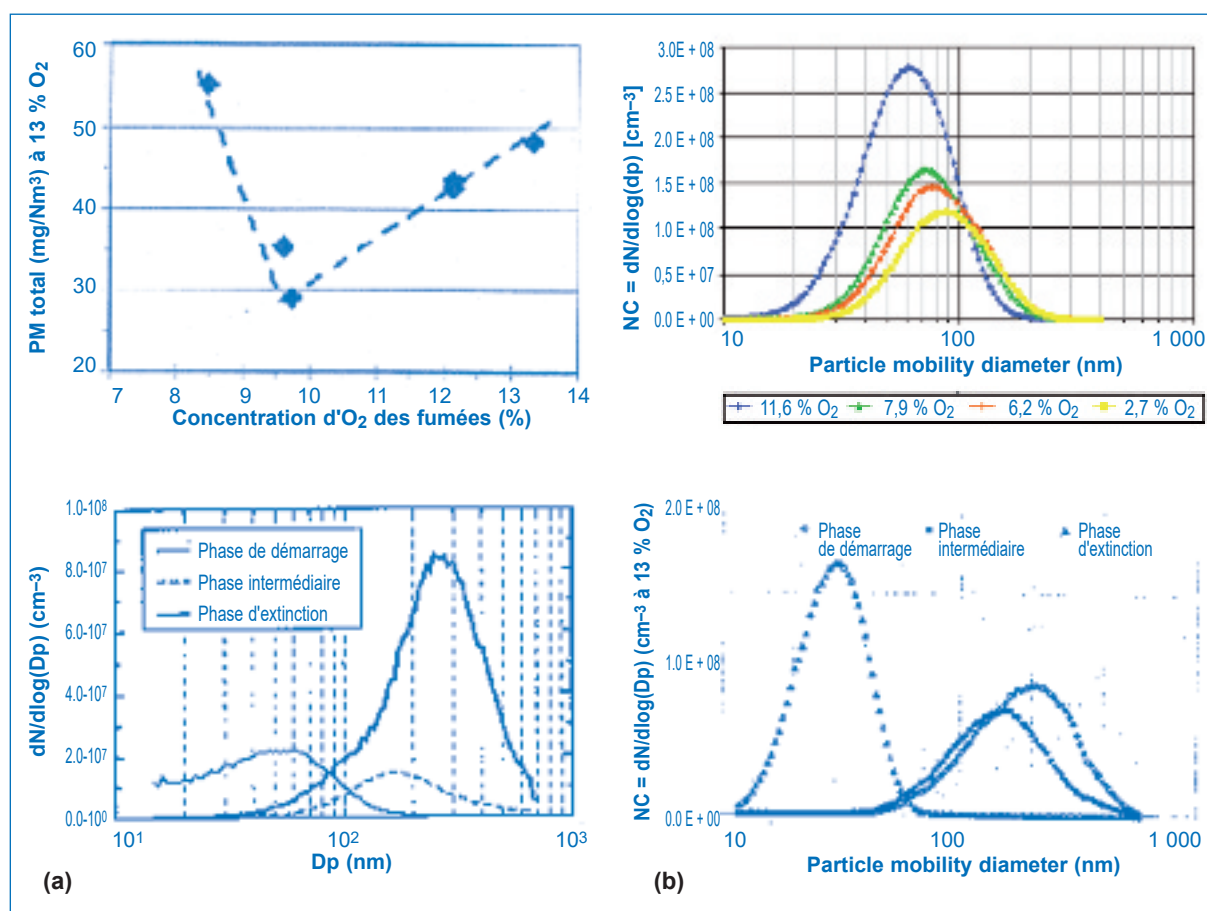 60
50
40
30
20
PM total (mg/Nm³) à 13 % O₂
7 8 9 10 11 12 13 14
Concentration d'O₂ des fumées (%)
3.0E + 08
2.5 E + 08
2.0 E + 08
1.5 E + 08
1.0 E + 08
0.5 E + 07
0.0 E + 00
NC = dN/dlog(dp) [cm⁻³]
10 100 1 000
Particle mobility diameter (nm)
11,6 % O₂ 7,9 % O₂ 6,2 % O₂ 2,7 % O₂
1.0-10⁸
8.0-10⁷
6.0-10⁷
4.0-10⁷
2.0-10⁷
0.0-10⁰
dN/dlog(Dp) (cm⁻³)
Phase de démarrage
Phase intermédiaire
Phase d'extinction
10¹ 10² 10³
Dp (nm)
(a)
2.0 E + 08
1.0 E + 08
0.0 E + 00
NC = dN/dlog(Dp) (cm⁻³ à 13 % O₂)
Phase Phase Phase
de démarrage intermédiaire d'extinction
10 100 1 000
Particle mobility diameter (nm)
(b)